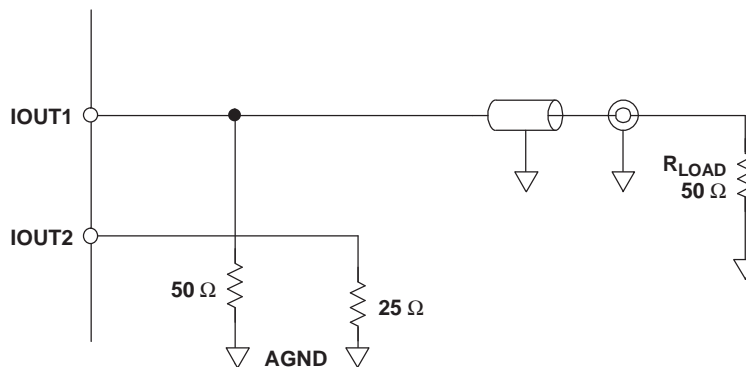 IOUT1
R_LOAD
50 Ω
IOUT2
50 Ω
25 Ω
AGND